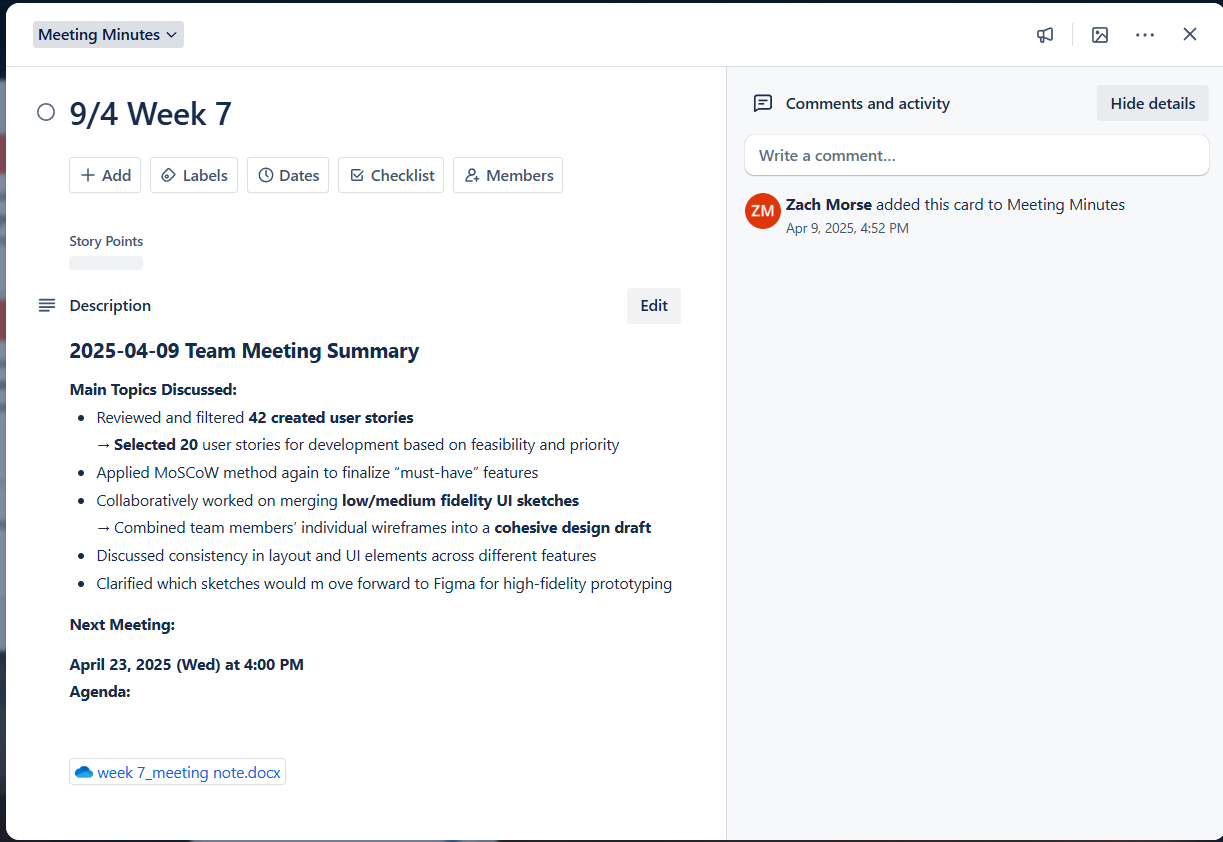 Meeting Minutes
9/4 Week 7
Add
Labels
Dates
Checklist
Members
Story Points
Description
Edit
2025-04-09 Team Meeting Summary
Main Topics Discussed:
• Reviewed and filtered 42 created user stories
→ Selected 20 user stories for development based on feasibility and priority
• Applied MoSCoW method again to finalize “must-have” features
• Collaboratively worked on merging low/medium fidelity UI sketches
→ Combined team members’ individual wireframes into a cohesive design draft
• Discussed consistency in layout and UI elements across different features
• Clarified which sketches would m ove forward to Figma for high-fidelity prototyping
Next Meeting:
April 23, 2025 (Wed) at 4:00 PM
Agenda:
week 7_meeting note.docx
Comments and activity
Hide details
Write a comment…
ZM
Zach Morse added this card to Meeting Minutes
Apr 9, 2025, 4:52 PM